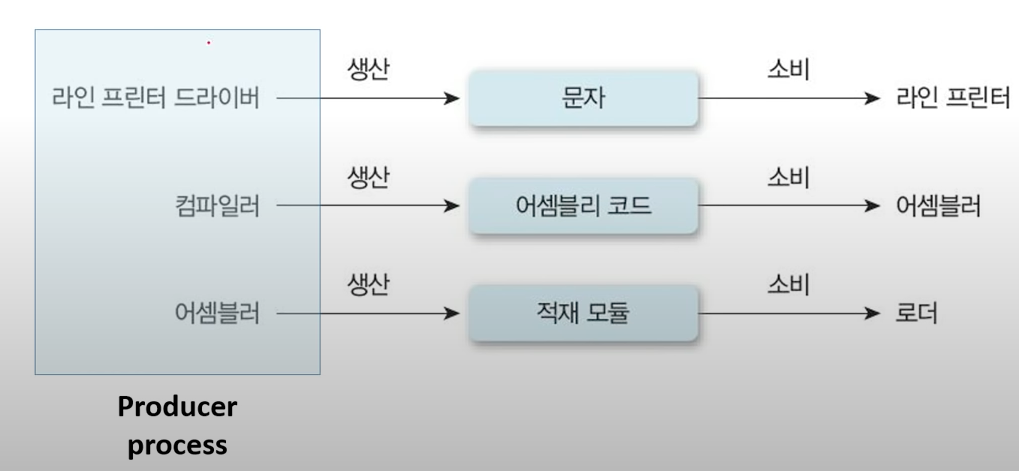 생산
소비
라인 프린터 드라이버
문자
라인 프린터
생산
소비
컴파일러
어셈블리 코드
어셈블러
생산
소비
어셈블러
적재 모듈
로더
Producer
process